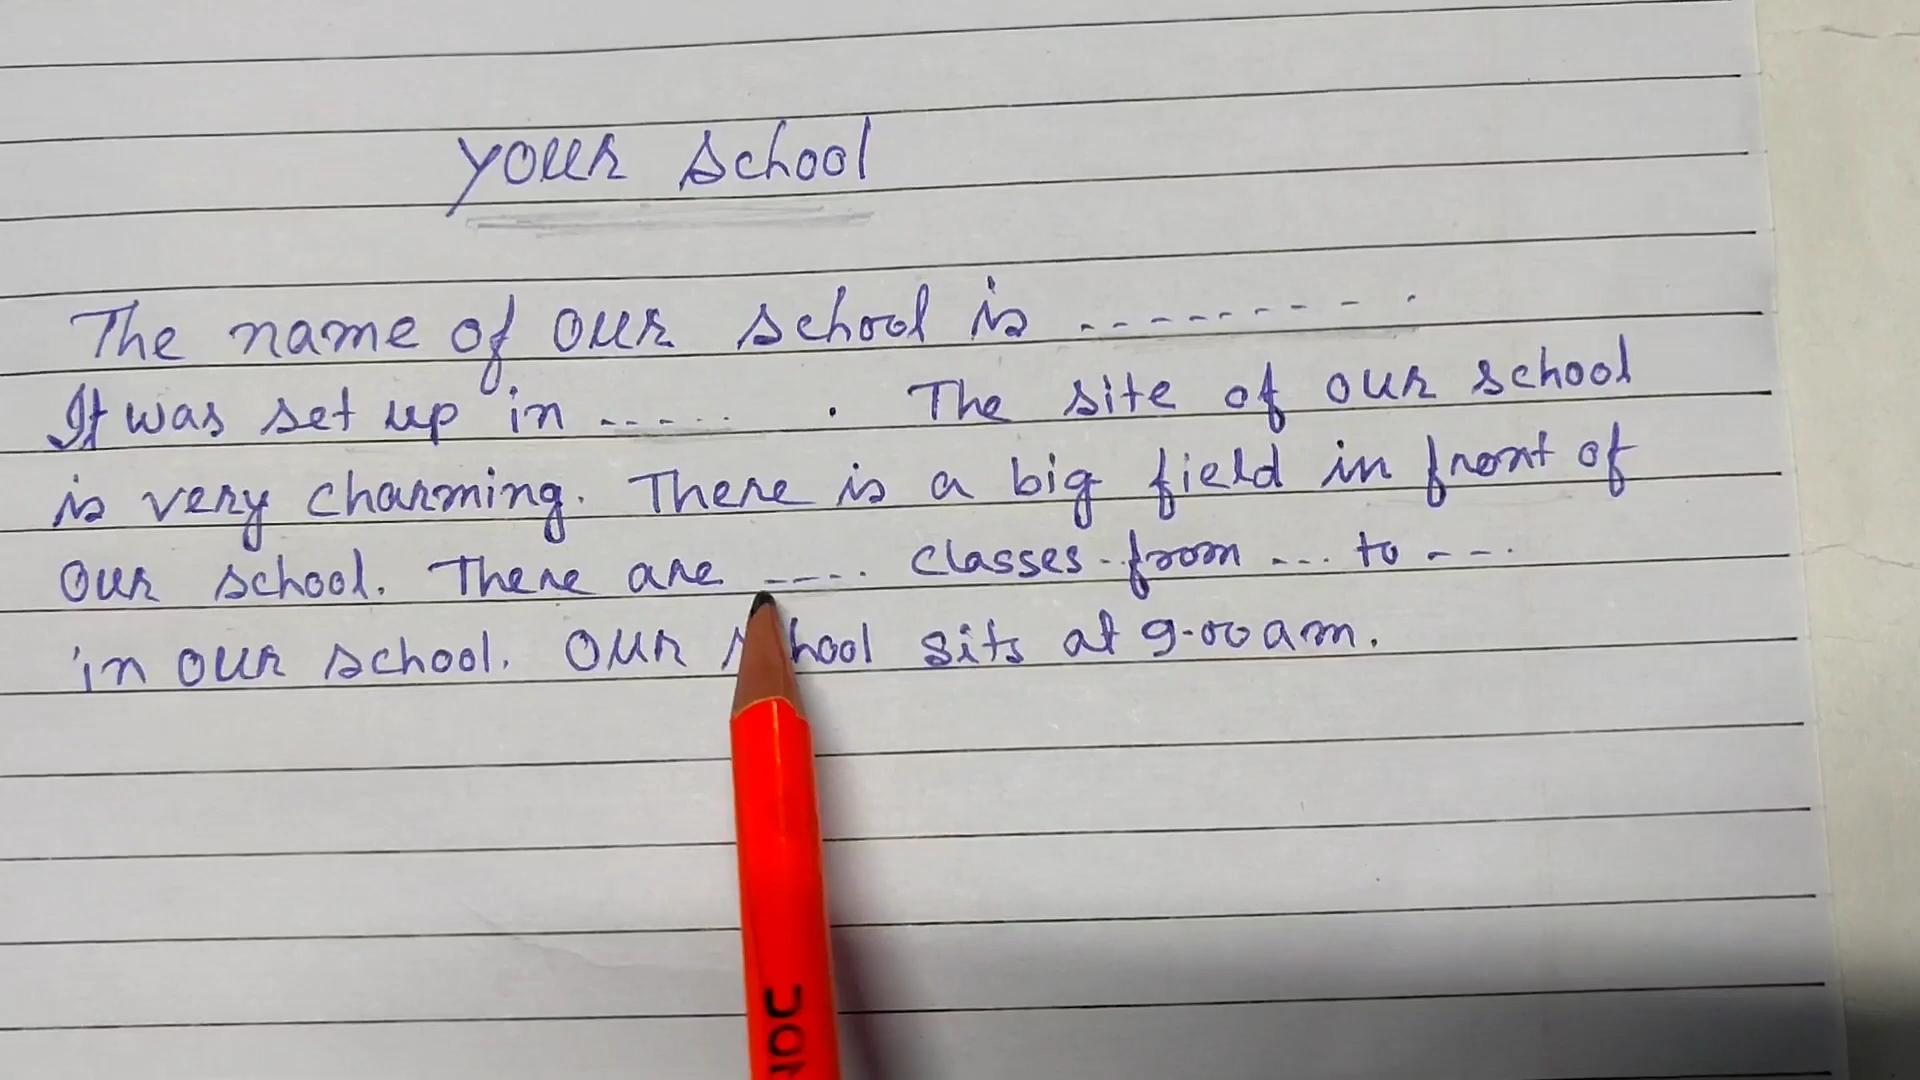 Your School
The name of our school is --------- .
It was set up in ----- . The site of our school
is very charming. There is a big field in front of
our school. There are ----. classes from ... to ---.
in our school. Our school sits at 9.00 am.